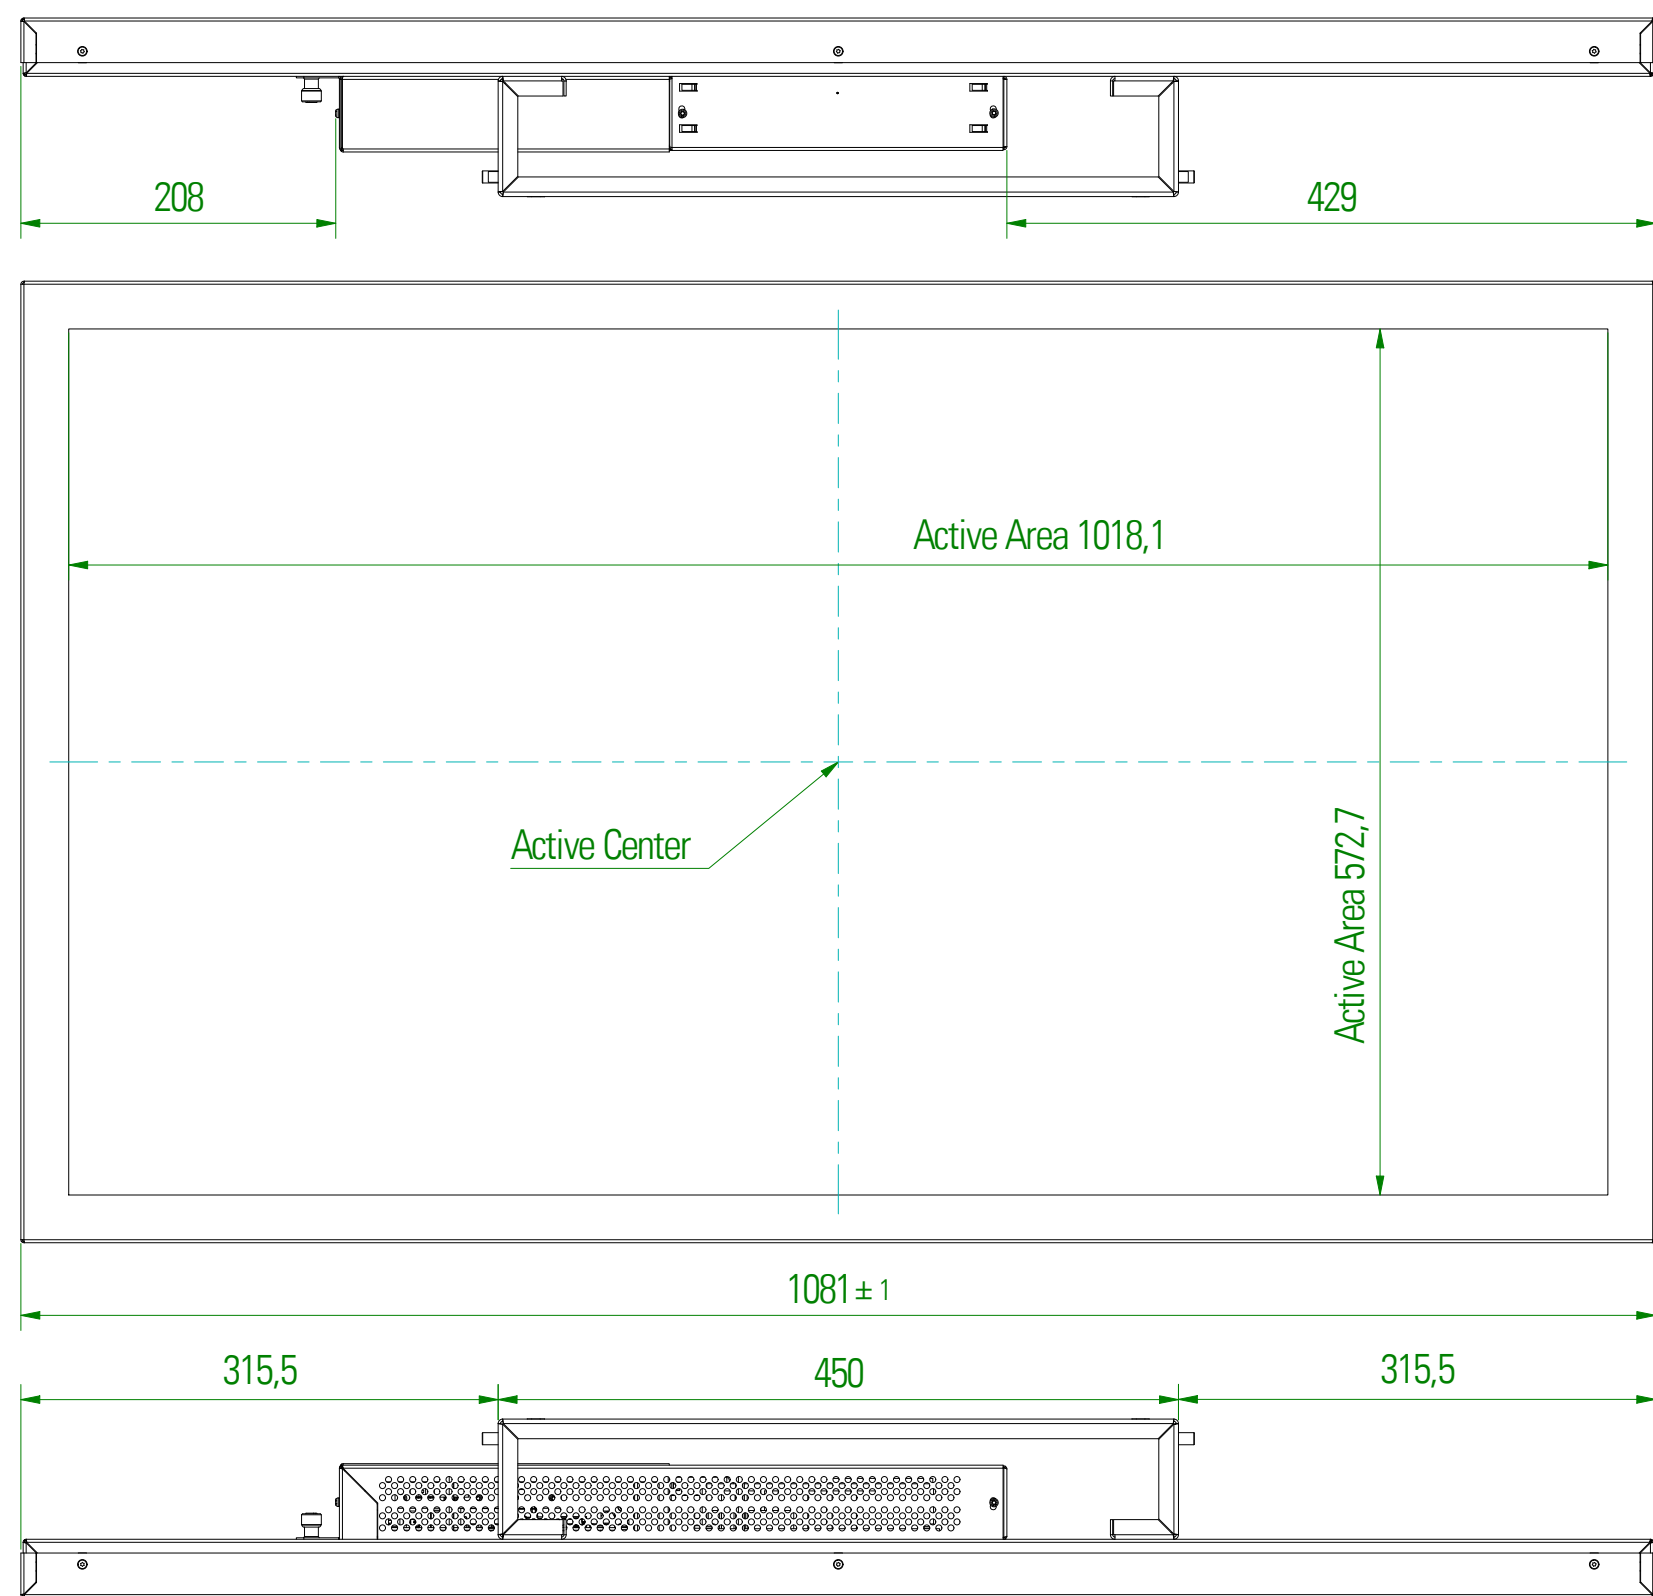 208
429
Active Area 1018,1
Active Center
Active Area 572,7
1081 ± 1
315,5
450
315,5